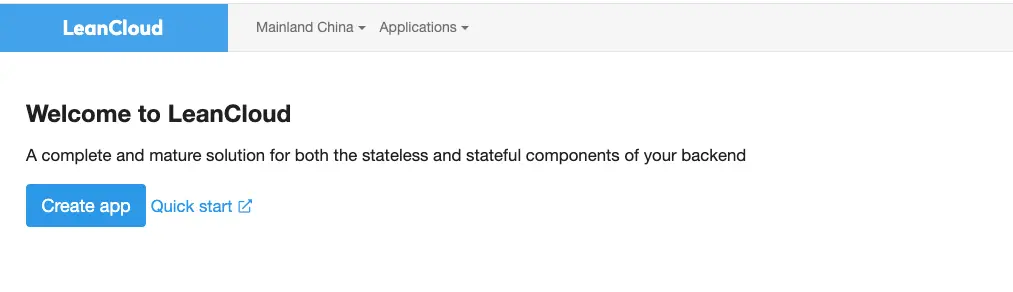 LeanCloud
Mainland China Applications
Welcome to LeanCloud
A complete and mature solution for both the stateless and stateful components of your backend
Create app Quick start